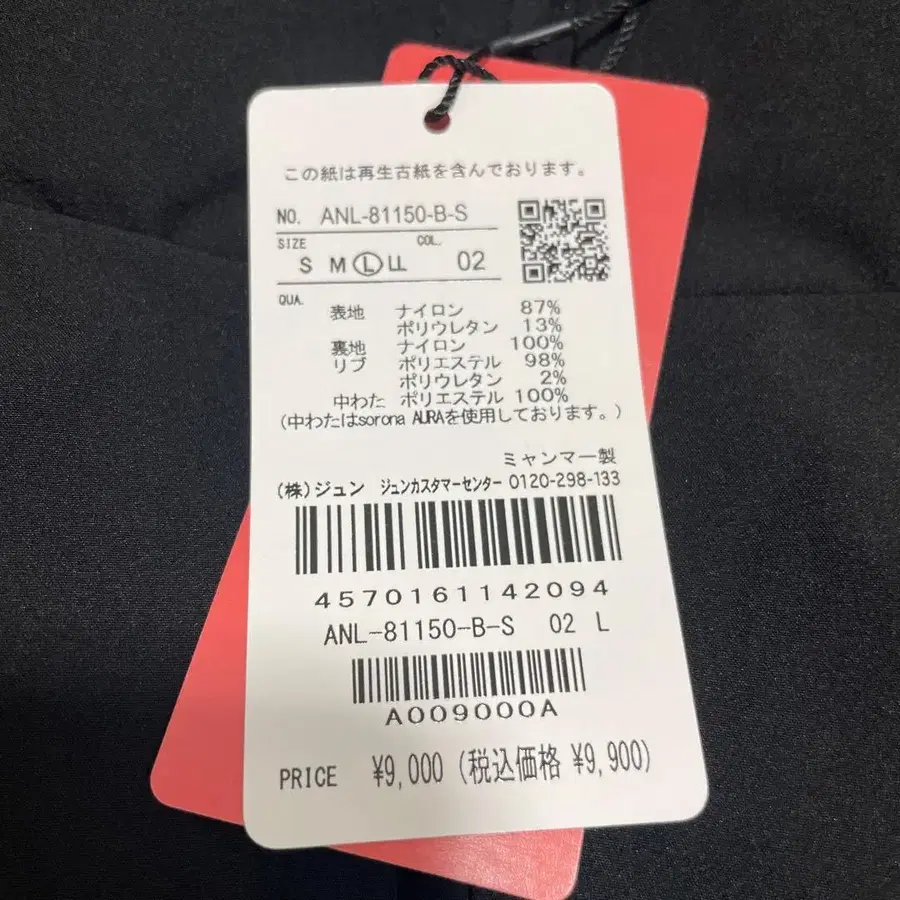 この紙は再生古紙を含んでおります。
NO. ANL-81150-B-S
SIZE COL.
S M L LL 02
QUA.
表地 ナイロン 87%
ポリウレタン 13%
裏地 ナイロン 100%
リブ ポリエステル 98%
ポリウレタン 2%
中わた ポリエステル 100%
(中わたはsorona AURAを使用しております。)
ミャンマー製
(株)ジュン ジュンカスタマーセンター 0120-298-133
4570161142094
ANL-81150-B-S 02 L
A009000A
PRICE ¥9,000 (税込価格 ¥9,900)